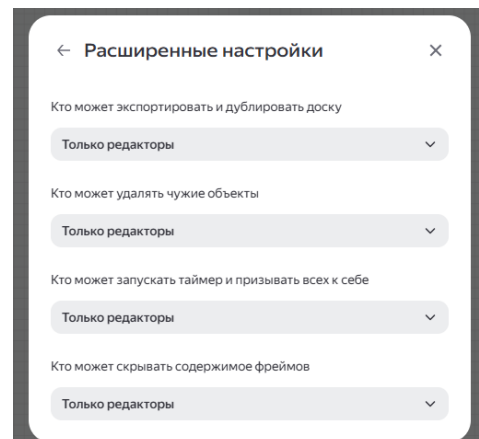 Расширенные настройки
Кто может экспортировать и дублировать доску
Только редакторы
Кто может удалять чужие объекты
Только редакторы
Кто может запускать таймер и призывать всех к себе
Только редакторы
Кто может скрывать содержимое фреймов
Только редакторы